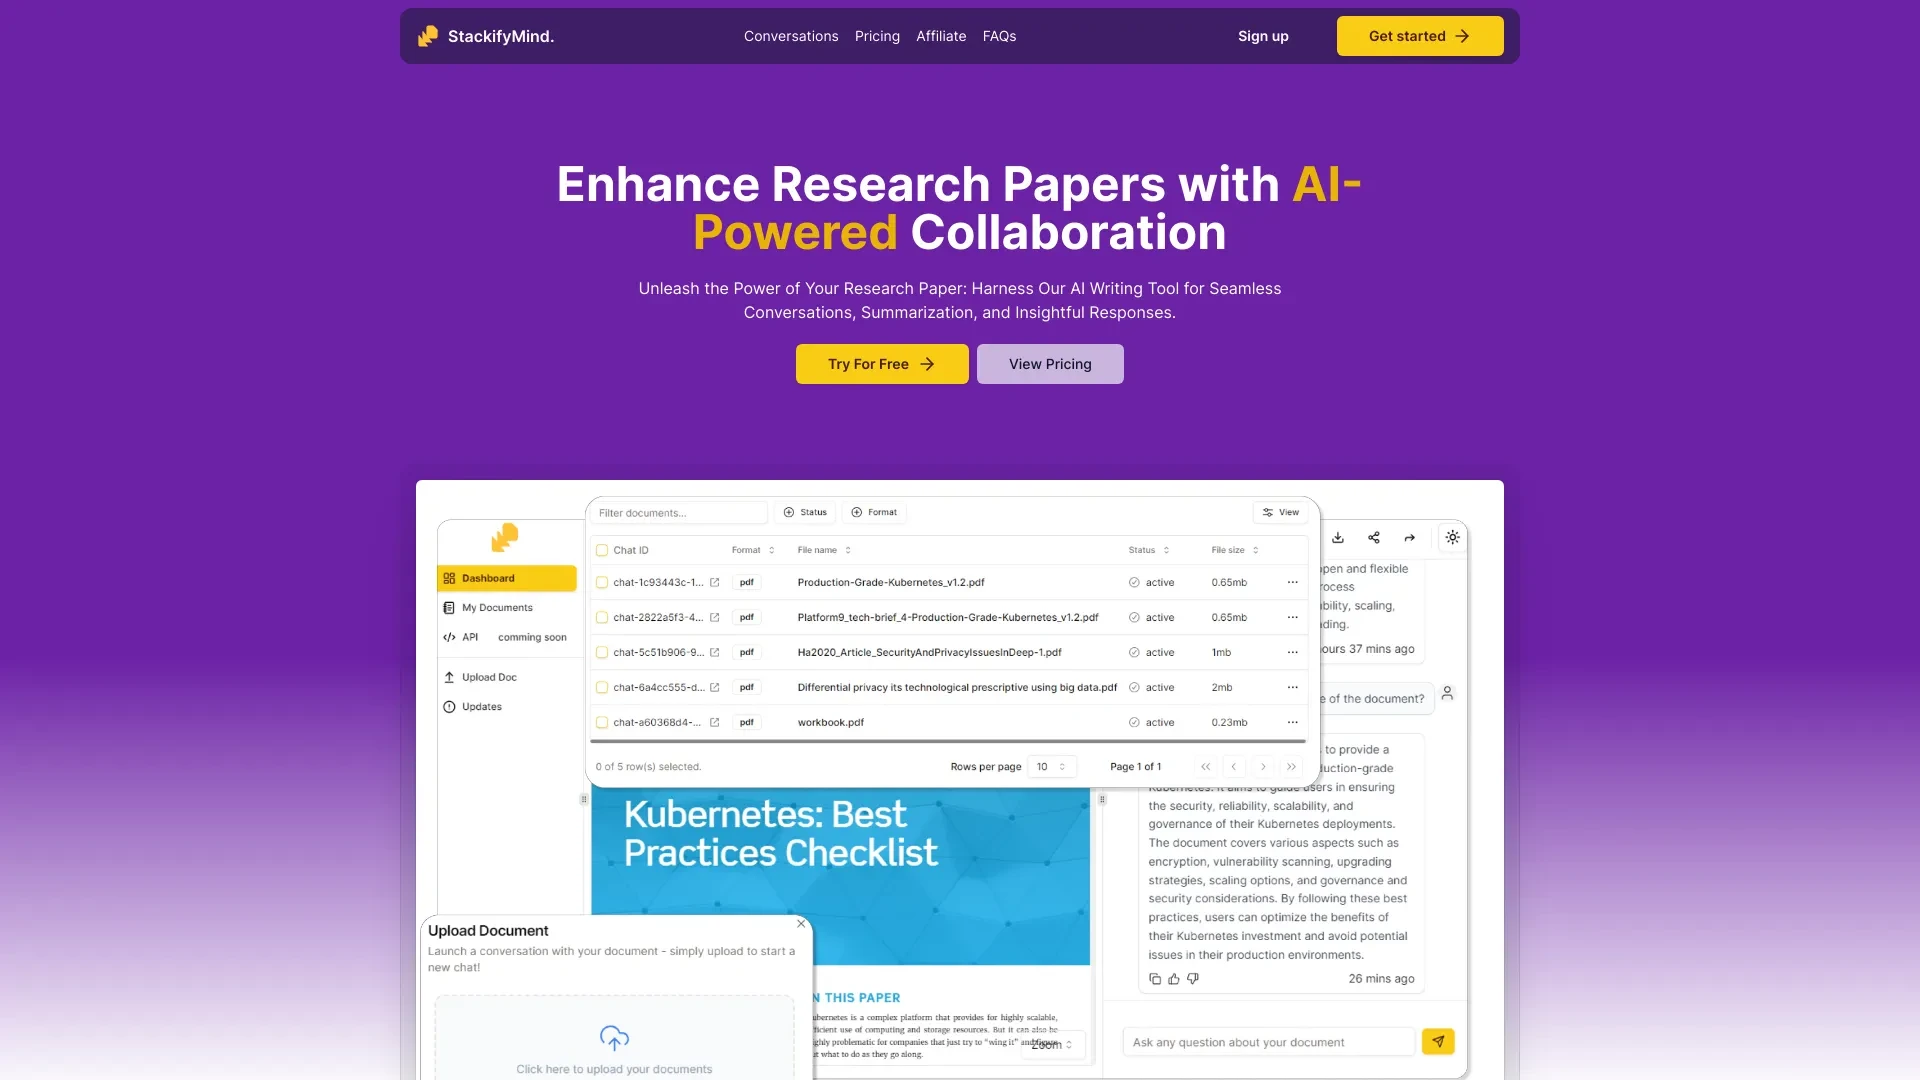 StackifyMind.
Conversations Pricing Affiliate FAQs
Sign up
Get started
Enhance Research Papers with AI-
Powered Collaboration
Unleash the Power of Your Research Paper: Harness Our AI Writing Tool for Seamless
Conversations, Summarization, and Insightful Responses.
Try For Free
View Pricing
Dashboard
My Documents
API comming soon
Upload Doc
Updates
Filter documents...
Status
Format
View
Chat ID Format File name Status File size
chat-1c93443c-1... pdf Production-Grade-Kubernetes_v1.2.pdf active 0.65mb
chat-2822a5f3-4... pdf Platform9_tech-brief_4-Production-Grade-Kubernetes_v1.2.pdf active 0.65mb
chat-5c51b906-9... pdf Ha2020_Article_SecurityAndPrivacyIssuesInDeep-1.pdf active 1mb
chat-6a4cc555-d... pdf Differential privacy its technological prescriptive using big data.pdf active 2mb
chat-a60368d4-... pdf workbook.pdf active 0.23mb
0 of 5 row(s) selected.
Rows per page 10
Page 1 of 1
Kubernetes: Best
Practices Checklist
N THIS PAPER
ubernetes is a complex platform that provides for highly scalable,
ficient use of computing and storage resources. But it can also be
ighly problematic for companies that just try to “wing it” and figure
ut what to do as they go along.
Zoom
Upload Document
Launch a conversation with your document - simply upload to start a
new chat!
Click here to upload your documents
pen and flexible
rocess
bility, scaling,
ding.
ours 37 mins ago
e of the document?
to provide a
duction-grade
Kubernetes. It aims to guide users in ensuring
the security, reliability, scalability, and
governance of their Kubernetes deployments.
The document covers various aspects such as
encryption, vulnerability scanning, upgrading
strategies, scaling options, and governance and
security considerations. By following these best
practices, users can optimize the benefits of
their Kubernetes investment and avoid potential
issues in their production environments.
26 mins ago
Ask any question about your document